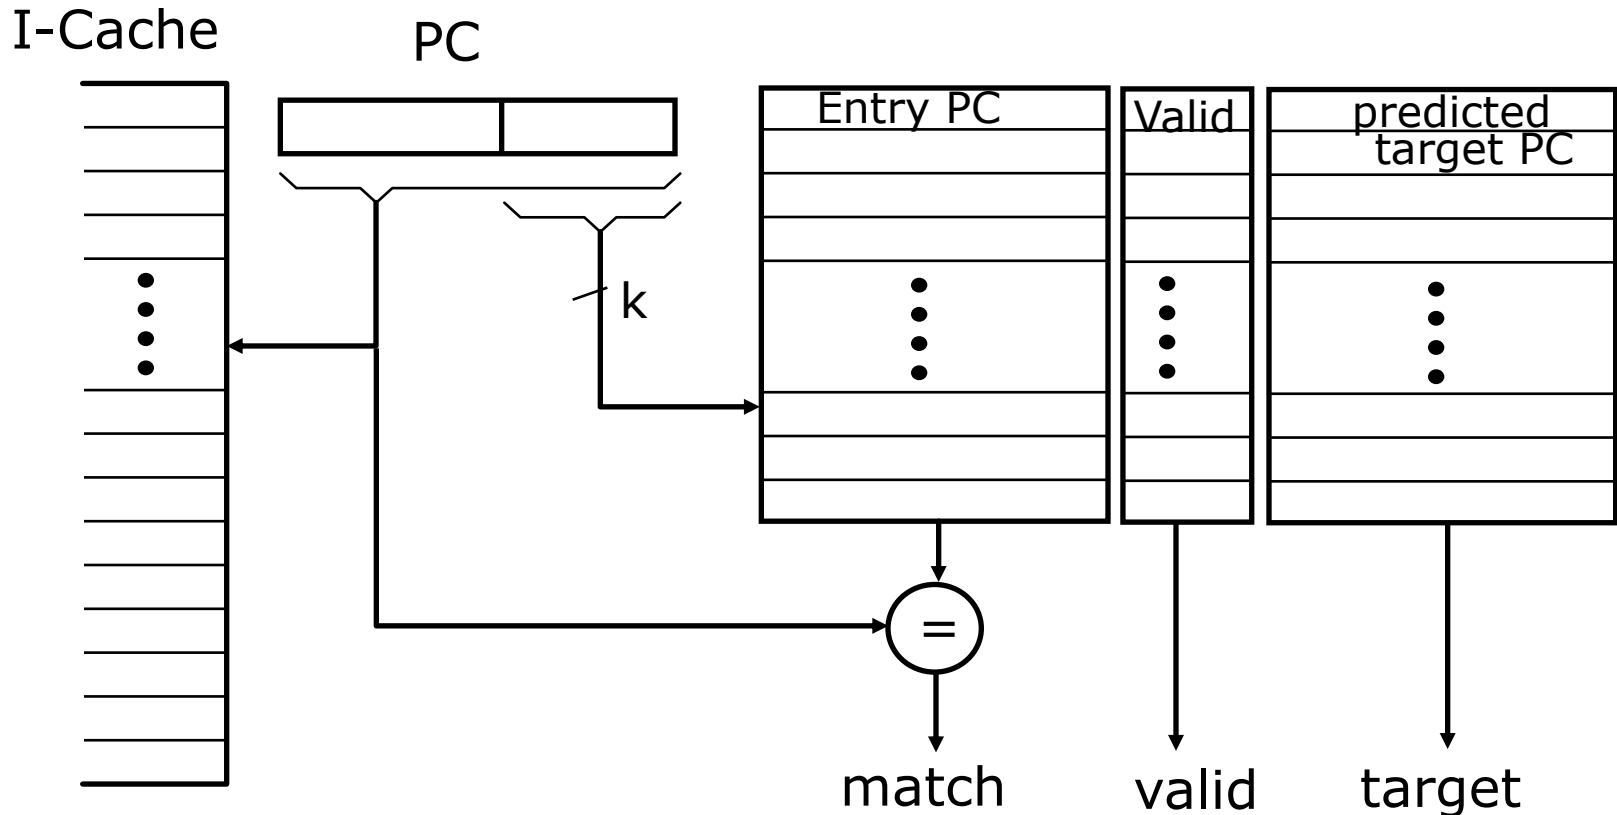 I-Cache
PC
Entry PC
Valid
predicted
target PC
k
=
match
valid
target